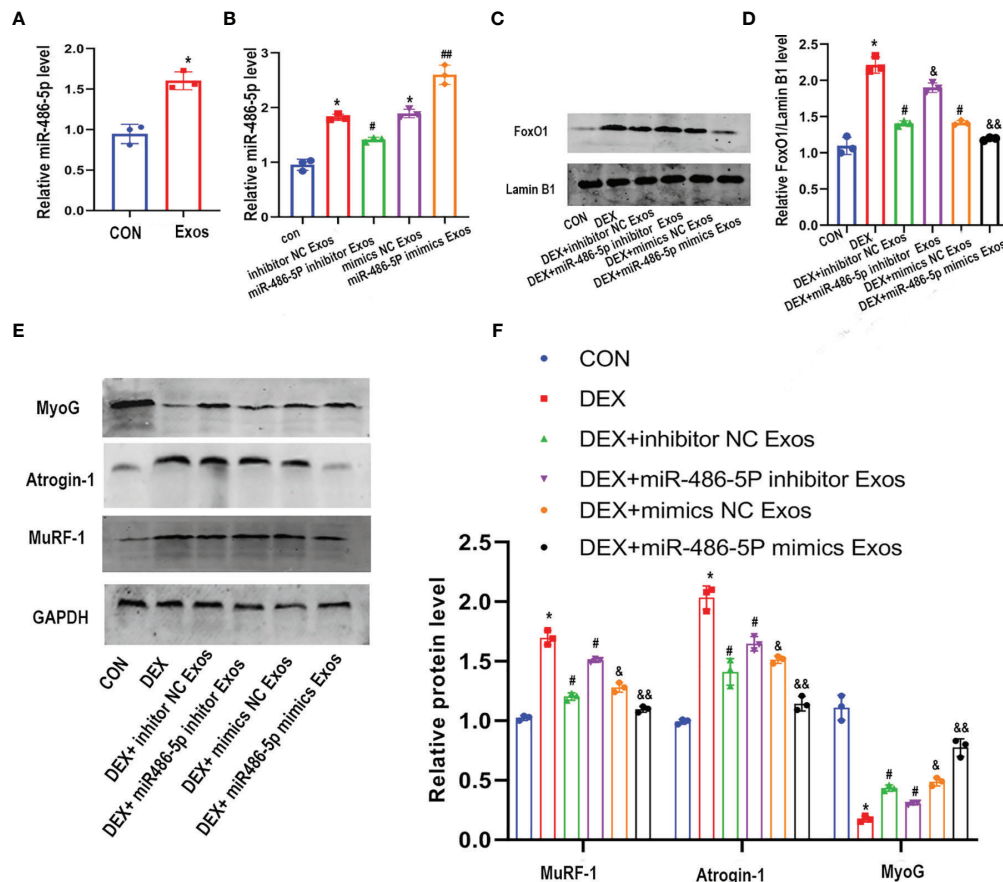 A
Relative miR-486-5p level
2.0
1.5
1.0
0.5
0.0
*
CON
Exos
B
Relative miR-486-5p level
3
2
1
0
*
#
*
##
con
inhibitor NC Exos
miR-486-5P inhibitor Exos
mimics NC Exos
miR-486-5P imimics Exos
C
FoxO1
Lamin B1
CON
DEX
DEX+inhibitor NC Exos
DEX+miR-486-5p inhibitor Exos
DEX+mimics NC Exos
DEX+miR-486-5p mimics Exos
D
Relative FoxO1/Lamin B1 level
2.5
2.0
1.5
1.0
0.5
0.0
*
#
&
#
&&
CON
DEX
DEX+inhibitor NC Exos
DEX+miR-486-5p inhibitor Exos
DEX+mimics NC Exos
DEX+miR-486-5p mimics Exos
E
MyoG
Atrogin-1
MuRF-1
GAPDH
CON
DEX
DEX+ inhitor NC Exos
DEX+ miR486-5p inhitor Exos
DEX+ mimics NC Exos
DEX+ miR486-5p mimics Exos
F
CON
DEX
DEX+inhibitor NC Exos
DEX+miR-486-5P inhibitor Exos
DEX+mimics NC Exos
DEX+miR-486-5P mimics Exos
Relative protein level
2.5
2.0
1.5
1.0
0.5
0.0
*
#
#
&
&&
*
#
#
&
&&
*
#
#
&
&&
MuRF-1
Atrogin-1
MyoG